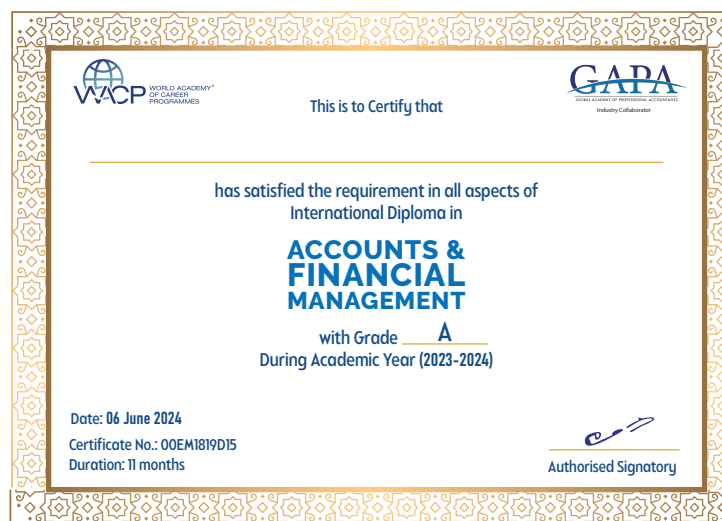 WACP WORLD ACADEMY
OF CAREER
PROGRAMMES
GAPA
GLOBAL ACADEMY OF PROFESSIONAL ACCOUNTANTS
Industry Collaborator
This is to Certify that
has satisfied the requirement in all aspects of
International Diploma in
ACCOUNTS &
FINANCIAL
MANAGEMENT
with Grade A
During Academic Year (2023-2024)
Date: 06 June 2024
Certificate No.: 00EM1819D15
Duration: 11 months
Authorised Signatory